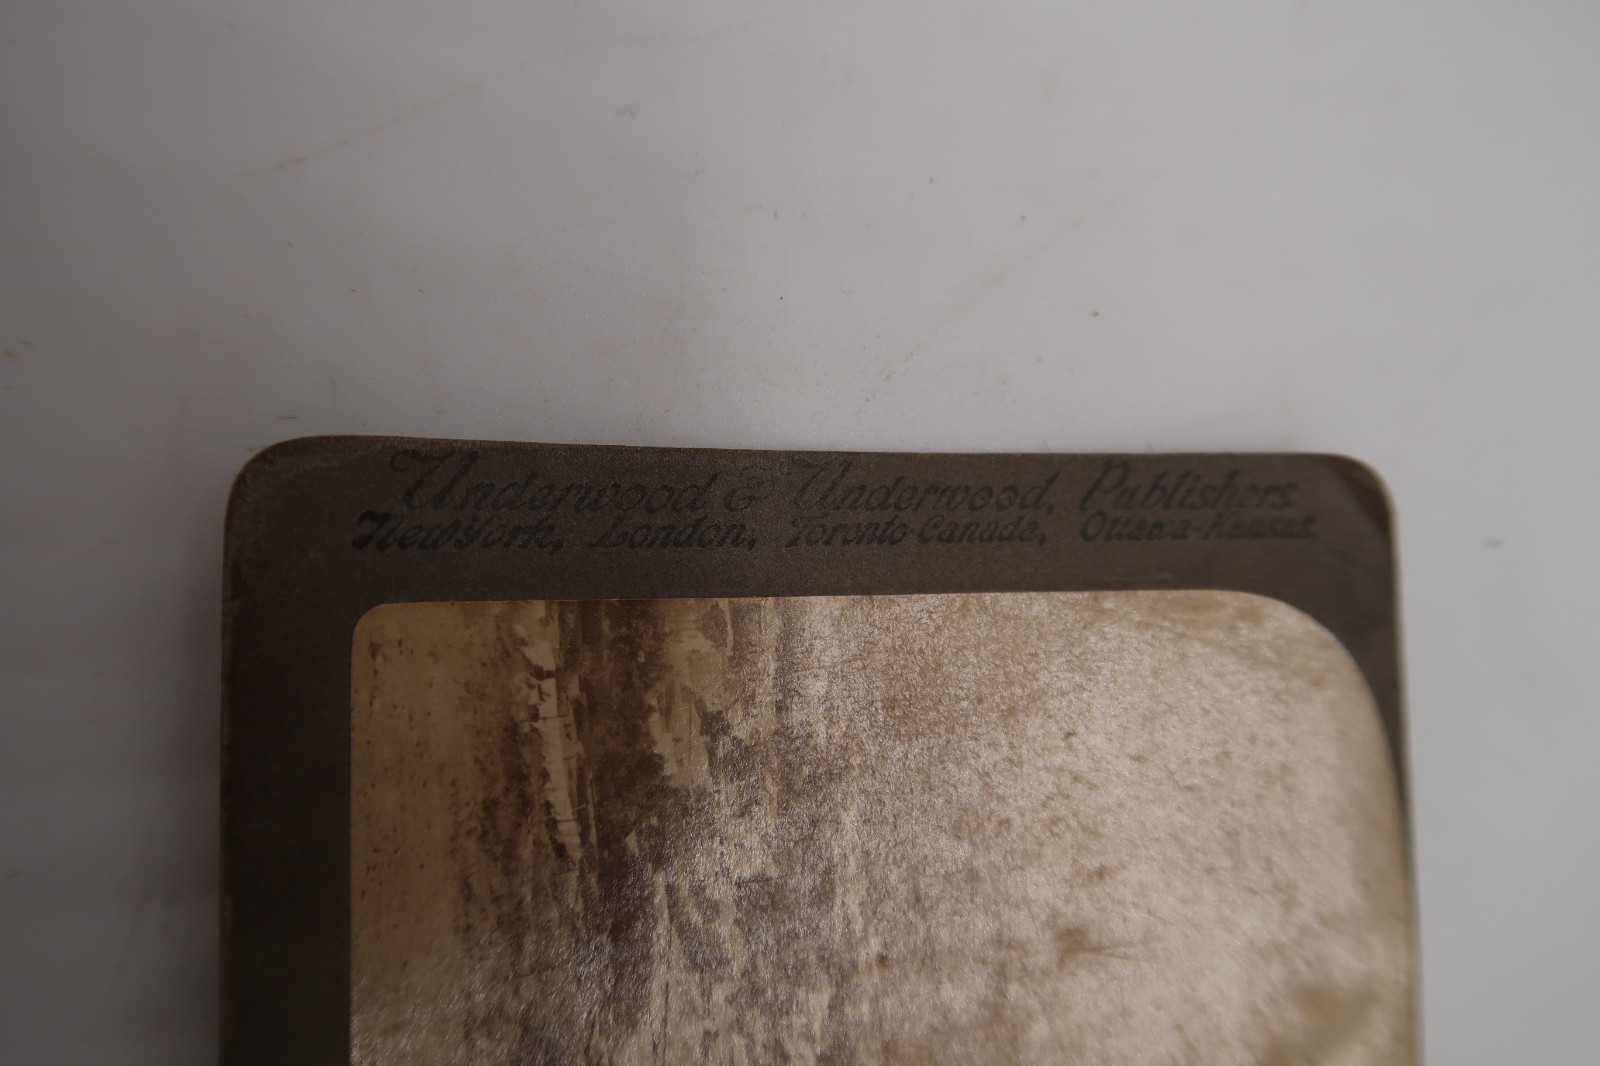 Underwood & Underwood, Publishers.
New York, London, Toronto-Canada, Ottawa-Kansas.